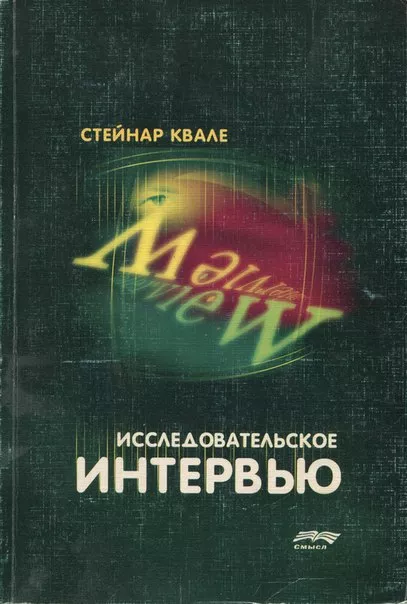 СТЕЙНАР КВАЛЕ
ИССЛЕДОВАТЕЛЬСКОЕ
ИНТЕРВЬЮ
СМЫСЛ